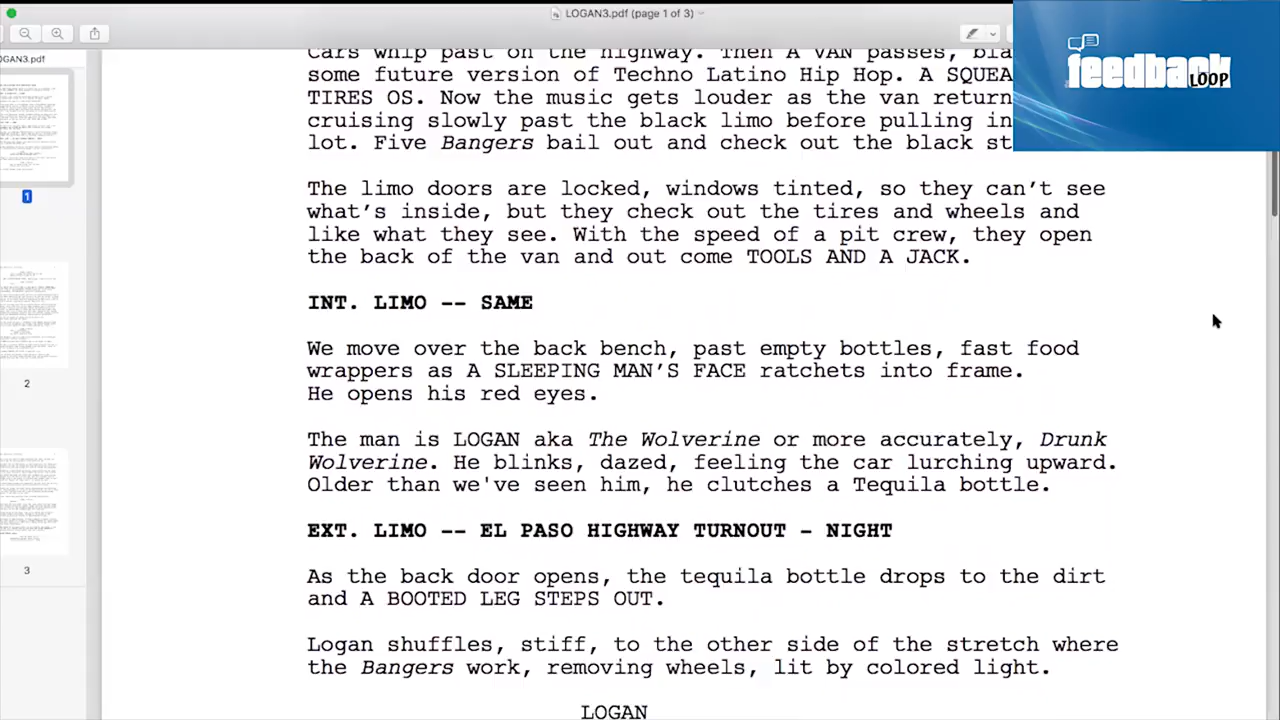 LOGAN3.pdf (page 1 of 3)
OGAN3.pdf
feedback
LOOP
Cars whip past on the highway. Then A VAN passes, bla
some future version of Techno Latino Hip Hop. A SQUEA
TIRES OS. Now the music gets louder as the van return
cruising slowly past the black limo before pulling in
lot. Five Bangers bail out and check out the black st
The limo doors are locked, windows tinted, so they can't see
what's inside, but they check out the tires and wheels and
like what they see. With the speed of a pit crew, they open
the back of the van and out come TOOLS AND A JACK.
INT. LIMO -- SAME
We move over the back bench, past empty bottles, fast food
wrappers as A SLEEPING MAN'S FACE ratchets into frame.
He opens his red eyes.
The man is LOGAN aka The Wolverine or more accurately, Drunk
Wolverine. He blinks, dazed, feeling the car lurching upward.
Older than we've seen him, he clutches a Tequila bottle.
EXT. LIMO -- EL PASO HIGHWAY TURNOUT - NIGHT
As the back door opens, the tequila bottle drops to the dirt
and A BOOTED LEG STEPS OUT.
Logan shuffles, stiff, to the other side of the stretch where
the Bangers work, removing wheels, lit by colored light.
LOGAN
1
2
3